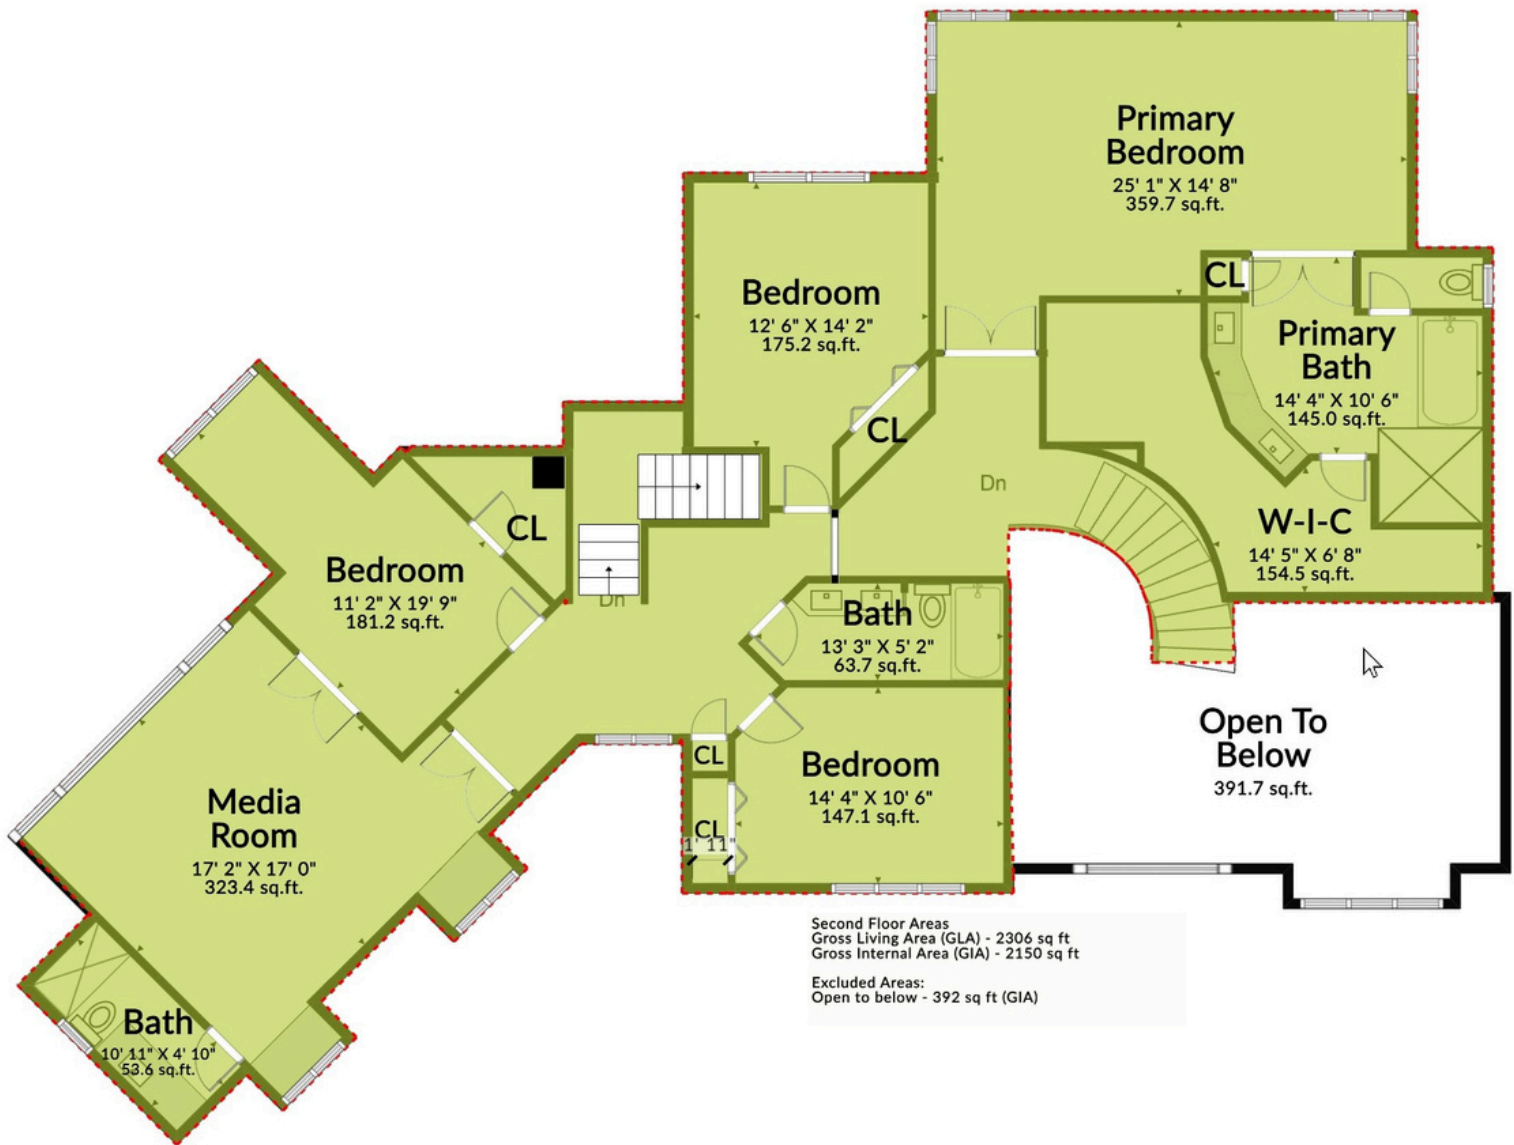 Primary
Bedroom
25' 1" X 14' 8"
359.7 sq.ft.
Bedroom
12' 6" X 14' 2"
175.2 sq.ft.
CL
CL
Primary
Bath
14' 4" X 10' 6"
145.0 sq.ft.
Dn
W-I-C
14' 5" X 6' 8"
154.5 sq.ft.
CL
Bedroom
11' 2" X 19' 9"
181.2 sq.ft.
Dn
Bath
13' 3" X 5' 2"
63.7 sq.ft.
Open To
Below
391.7 sq.ft.
CL
Bedroom
14' 4" X 10' 6"
147.1 sq.ft.
CL
1' 11"
Media
Room
17' 2" X 17' 0"
323.4 sq.ft.
Bath
10' 11" X 4' 10"
53.6 sq.ft.
Second Floor Areas
Gross Living Area (GLA) - 2306 sq ft
Gross Internal Area (GIA) - 2150 sq ft
Excluded Areas:
Open to below - 392 sq ft (GIA)